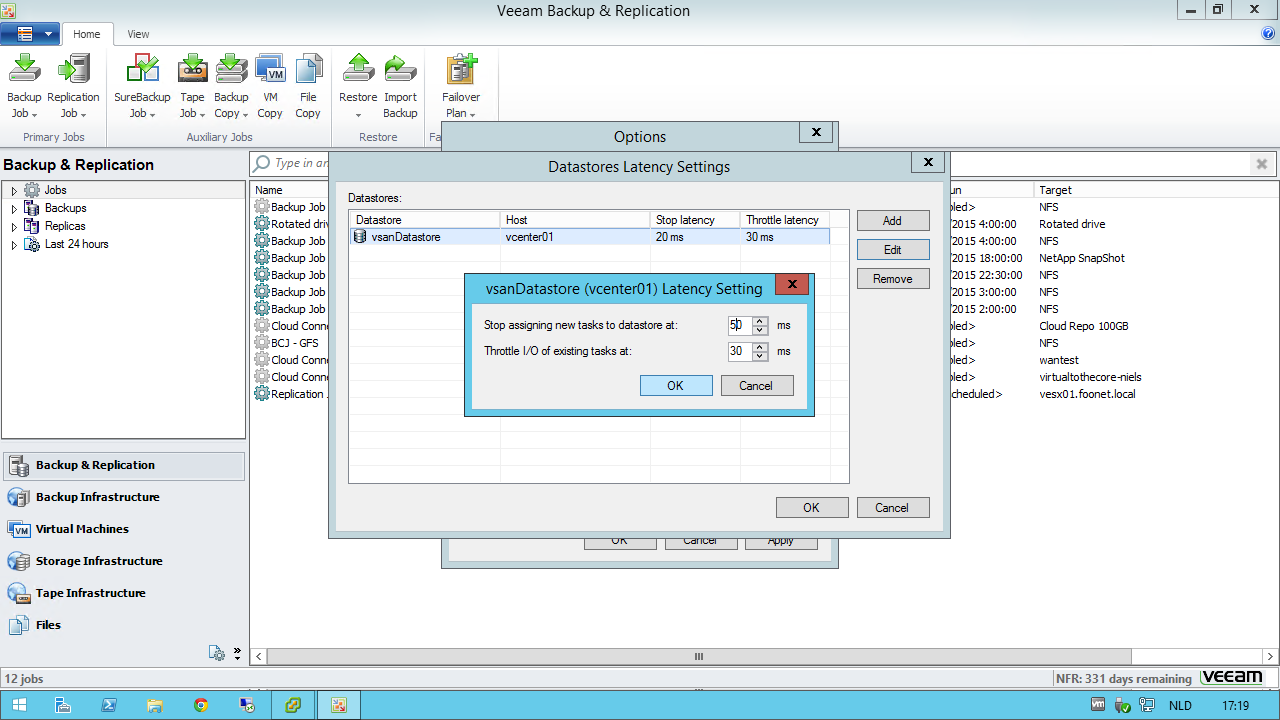 Veeam Backup & Replication
Home
View
Backup Job
Replication Job
Primary Jobs
SureBackup Job
Tape Job
Backup Copy
VM Copy
File Copy
Auxiliary Jobs
Restore
Import Backup
Restore
Failover Plan
Fa
Options
Backup & Replication
Jobs
Backups
Replicas
Last 24 hours
Type in an
Name
un
Target
Backup Job
bled>
NFS
Rotated drive
/2015 4:00:00
Rotated drive
Backup Job
/2015 4:00:00
NFS
Backup Job
/2015 18:00:00
NetApp SnapShot
Backup Job
/2015 22:30:00
NFS
Backup Job
/2015 3:00:00
NFS
Backup Job
/2015 2:00:00
NFS
Cloud Conne
bled>
Cloud Repo 100GB
BCJ - GFS
bled>
NFS
Cloud Conne
bled>
wantest
Cloud Conne
bled>
virtualtothecore-niels
Replication
cheduled>
vesx01.foonet.local
Datastores Latency Settings
Datastores:
Datastore
Host
Stop latency
Throttle latency
vsanDatastore
vcenter01
20 ms
30 ms
Add
Edit
Remove
vsanDatastore (vcenter01) Latency Setting
Stop assigning new tasks to datastore at:
50
ms
Throttle I/O of existing tasks at:
30
ms
OK
Cancel
OK
Cancel
OK
Cancel
Apply
Backup & Replication
Backup Infrastructure
VM
Virtual Machines
Storage Infrastructure
Tape Infrastructure
Files
12 jobs
NFR: 331 days remaining
veeam
NLD
17:19